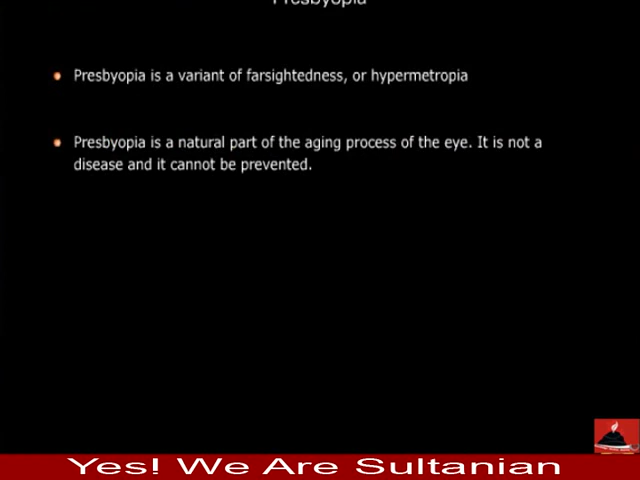 Presbyopia
Presbyopia is a variant of farsightedness, or hypermetropia
Presbyopia is a natural part of the aging process of the eye. It is not a
disease and it cannot be prevented.
Yes! We Are Sultanian